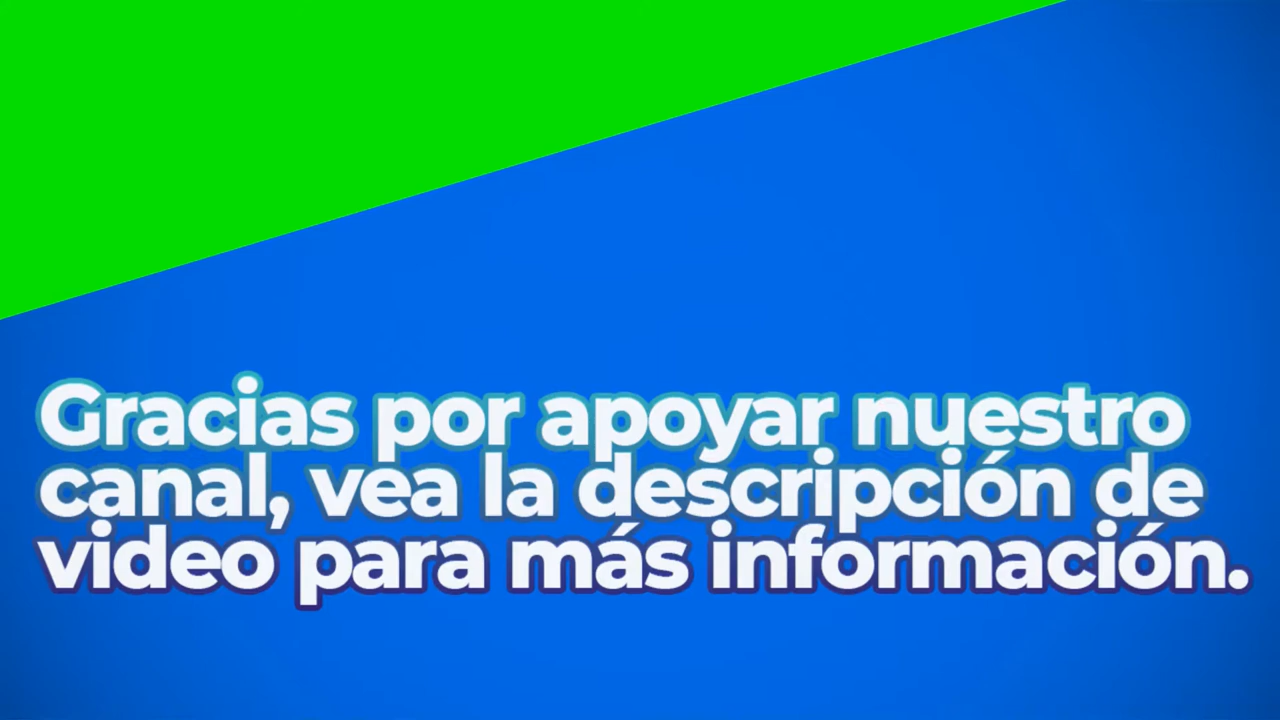 Gracias por apoyar nuestro
canal, vea la descripción de
video para más información.